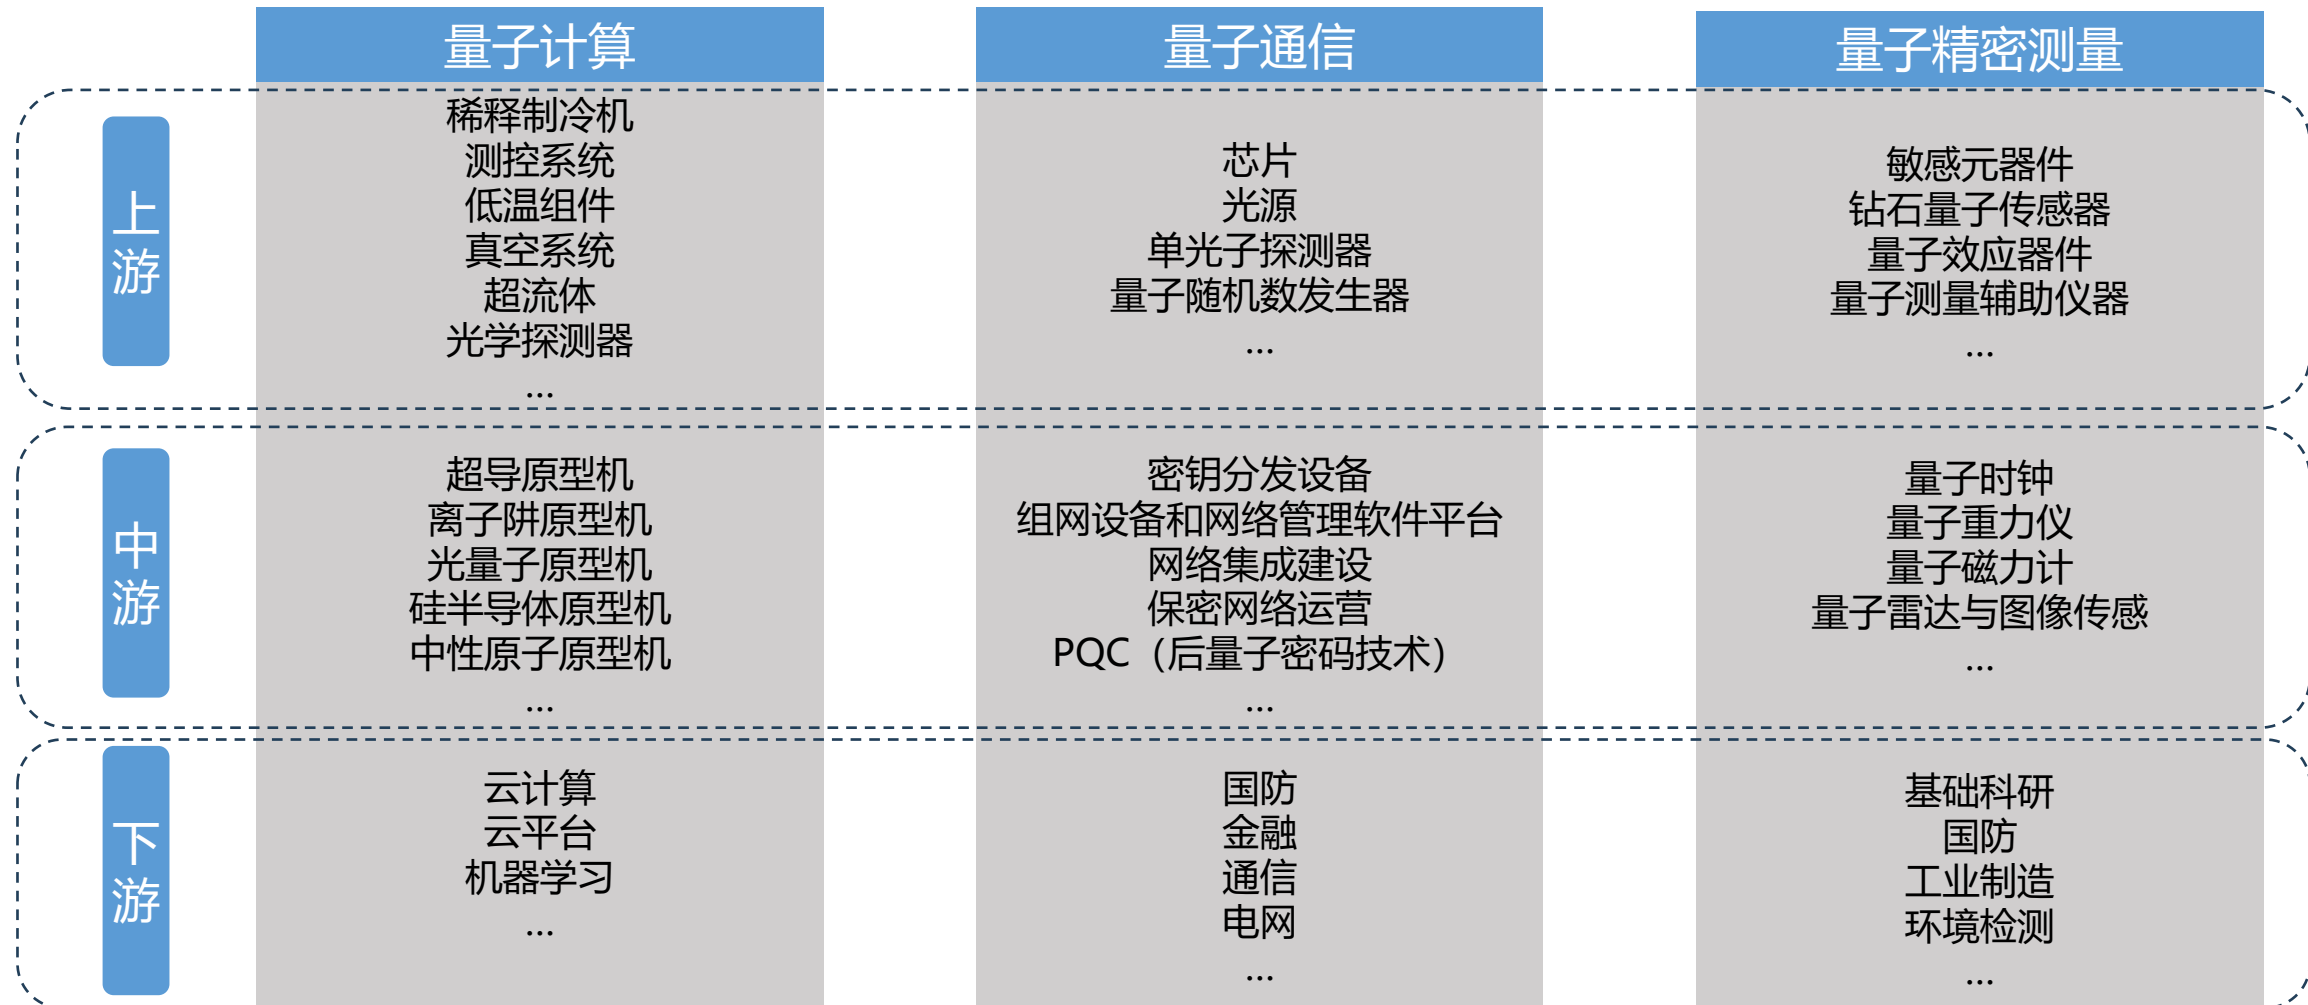 量子计算
量子通信
量子精密测量
上游
稀释制冷机
测控系统
低温组件
真空系统
超流体
光学探测器
...
芯片
光源
单光子探测器
量子随机数发生器
...
敏感元器件
钻石量子传感器
量子效应器件
量子测量辅助仪器
...
中游
超导原型机
离子阱原型机
光量子原型机
硅半导体原型机
中性原子原型机
...
密钥分发设备
组网设备和网络管理软件平台
网络集成建设
保密网络运营
PQC（后量子密码技术）
...
量子时钟
量子重力仪
量子磁力计
量子雷达与图像传感
...
下游
云计算
云平台
机器学习
...
国防
金融
通信
电网
...
基础科研
国防
工业制造
环境检测
...